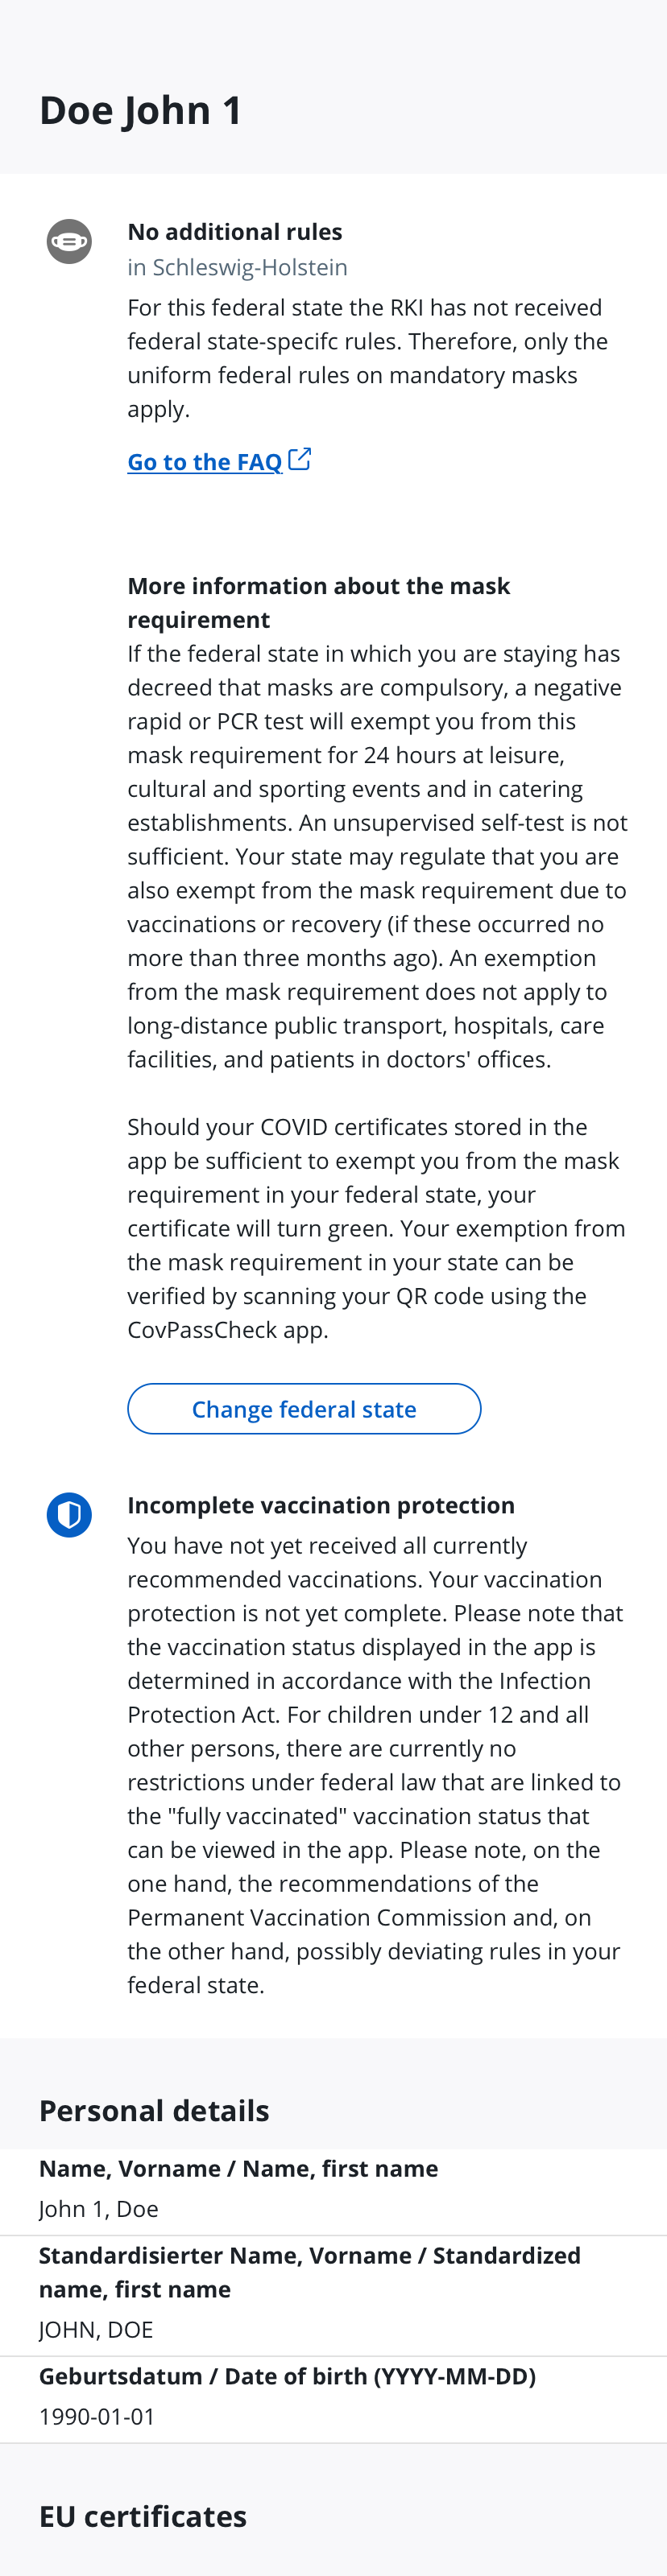 Doe John 1
No additional rules
in Schleswig-Holstein
For this federal state the RKI has not received
federal state-specifc rules. Therefore, only the
uniform federal rules on mandatory masks
apply.
Go to the FAQ
More information about the mask
requirement
If the federal state in which you are staying has
decreed that masks are compulsory, a negative
rapid or PCR test will exempt you from this
mask requirement for 24 hours at leisure,
cultural and sporting events and in catering
establishments. An unsupervised self-test is not
sufficient. Your state may regulate that you are
also exempt from the mask requirement due to
vaccinations or recovery (if these occurred no
more than three months ago). An exemption
from the mask requirement does not apply to
long-distance public transport, hospitals, care
facilities, and patients in doctors' offices.
Should your COVID certificates stored in the
app be sufficient to exempt you from the mask
requirement in your federal state, your
certificate will turn green. Your exemption from
the mask requirement in your state can be
verified by scanning your QR code using the
CovPassCheck app.
Change federal state
Incomplete vaccination protection
You have not yet received all currently
recommended vaccinations. Your vaccination
protection is not yet complete. Please note that
the vaccination status displayed in the app is
determined in accordance with the Infection
Protection Act. For children under 12 and all
other persons, there are currently no
restrictions under federal law that are linked to
the "fully vaccinated" vaccination status that
can be viewed in the app. Please note, on the
one hand, the recommendations of the
Permanent Vaccination Commission and, on
the other hand, possibly deviating rules in your
federal state.
Personal details
Name, Vorname / Name, first name
John 1, Doe
Standardisierter Name, Vorname / Standardized
name, first name
JOHN, DOE
Geburtsdatum / Date of birth (YYYY-MM-DD)
1990-01-01
EU certificates